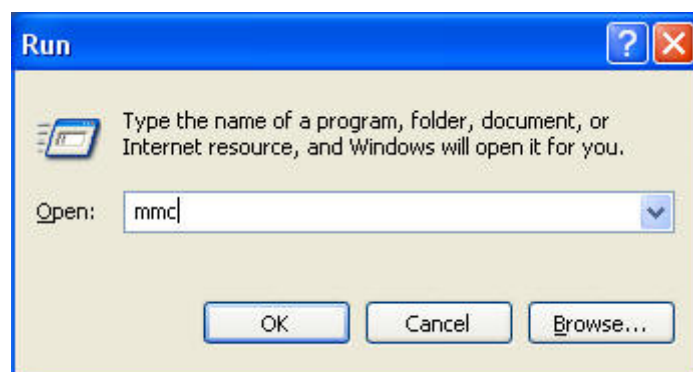 Run
Type the name of a program, folder, document, or
Internet resource, and Windows will open it for you.
Open: mmc
OK Cancel Browse...